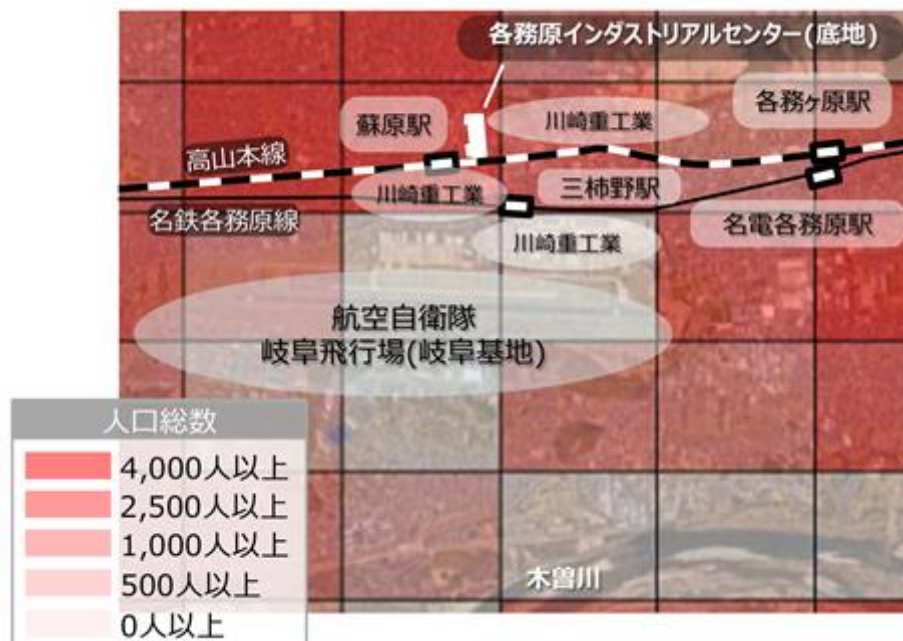 各務原インダストリアルセンター(底地)
各務ヶ原駅
川崎重工業
蘇原駅
高山本線
川崎重工業
三柿野駅
名鉄各務原線
名電各務原駅
川崎重工業
航空自衛隊
岐阜飛行場(岐阜基地)
人口総数
4,000人以上
2,500人以上
1,000人以上
500人以上
0人以上
木曽川